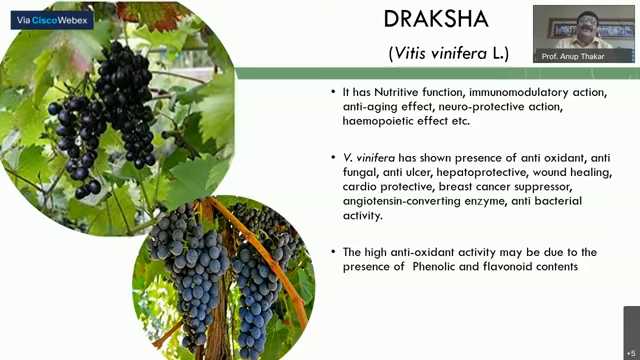 Via CiscoWebex
DRAKSHA
(Vitis vinifera L.)
Prof. Anup Thakar
• It has Nutritive function, immunomodulatory action,
anti-aging effect, neuro-protective action,
haemopoietic effect etc.
• V. vinifera has shown presence of anti oxidant, anti
fungal, anti ulcer, hepatoprotective, wound healing,
cardio protective, breast cancer suppressor,
angiotensin-converting enzyme, anti bacterial
activity.
• The high anti-oxidant activity may be due to the
presence of Phenolic and flavonoid contents
+5